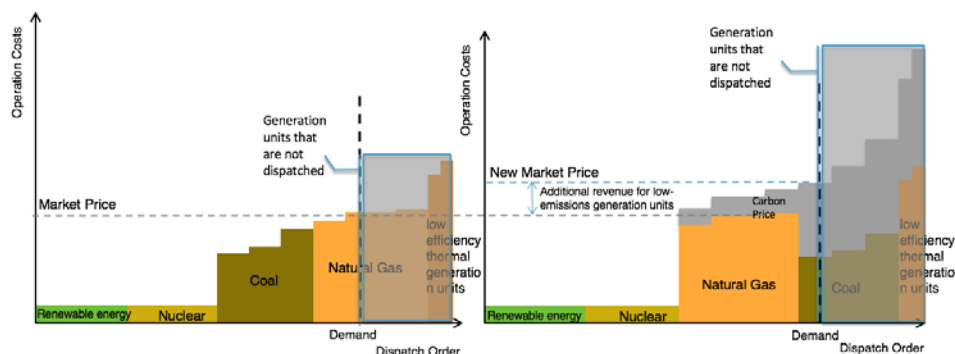 Operation Costs
Generation
units that
are not
dispatched
Market Price
low
efficiency
thermal
generatio
n units
Natural Gas
Coal
Renewable energy
Nuclear
Demand
Dispatch Order
Operation Costs
Generation
units that
are not
dispatched
New Market Price
Additional revenue for low-
emissions generation units
Carbon
Price
low
efficiency
thermal
generatio
n units
Natural Gas
Coal
Renewable energy
Nuclear
Demand
Dispatch Order